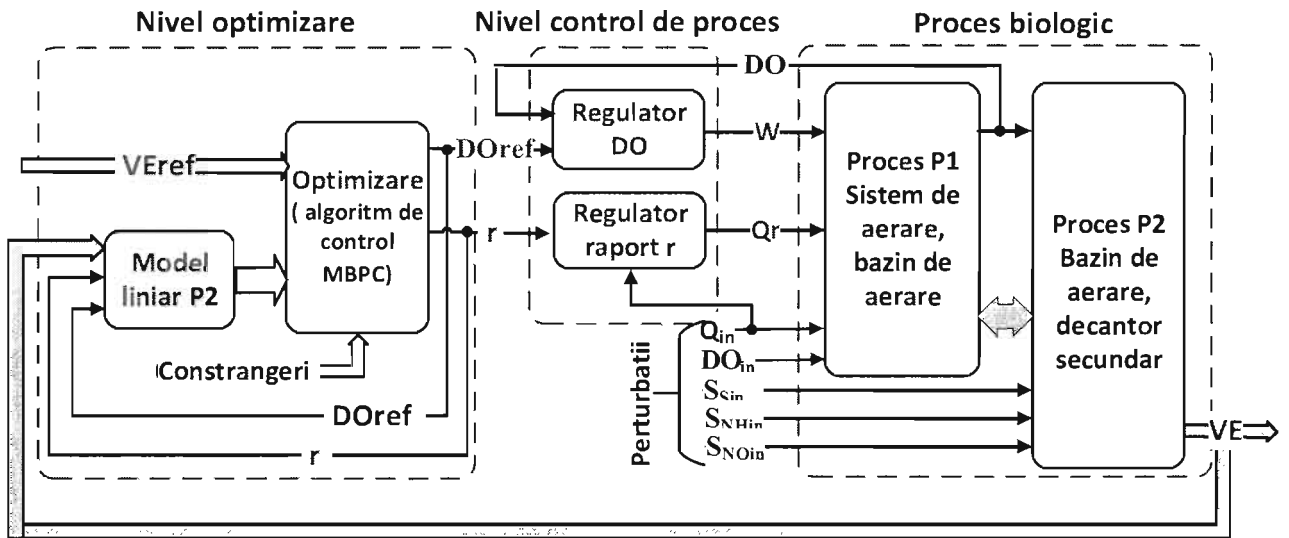 Nivel optimizare
Nivel control de proces
Proces biologic
DO
VEref
Optimizare
( algoritm de
control
MBPC)
DOref
Regulator
DO
W
Proces P1
Sistem de
aerare,
bazin de
aerare
Proces P2
Bazin de
aerare,
decantor
secundar
Model
liniar P2
r
Regulator
raport r
Qr
Constrangeri
DOref
r
Perturbatii
Qin
DOin
SSin
SNHin
SNOin
VE